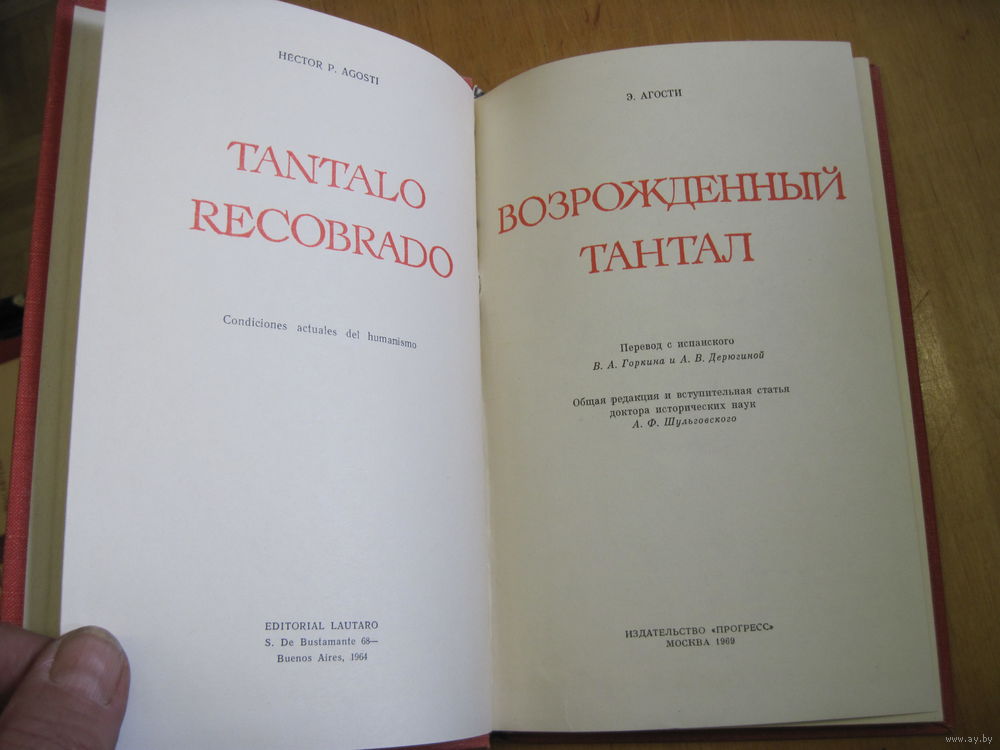 HÉCTOR P. AGOSTI
TANTALO
RECOBRADO
Condiciones actuales del humanismo
EDITORIAL LAUTARO
S. De Bustamante 68—
Buenos Aires, 1964
Э. АГОСТИ
ВОЗРОЖДЕННЫЙ
ТАНТАЛ
Перевод с испанского
В. А. Горкина и А. В. Дерюгиной
Общая редакция и вступительная статья
доктора исторических наук
А. Ф. Шульговского
ИЗДАТЕЛЬСТВО «ПРОГРЕСС»
МОСКВА 1969
www.ay.by